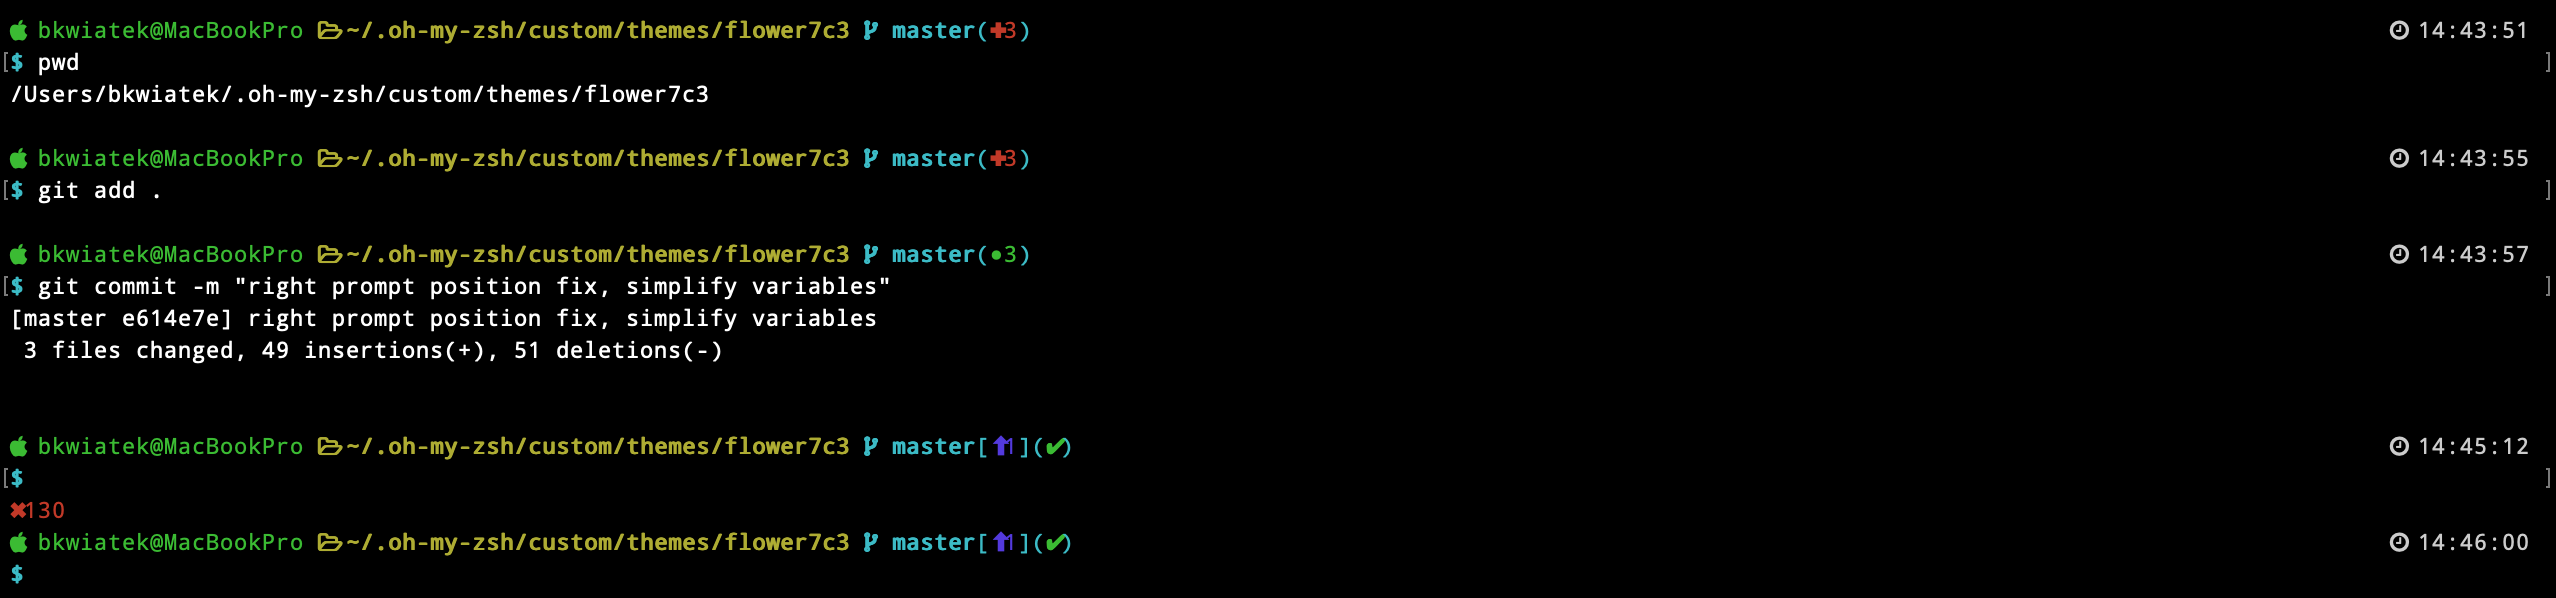 bkwiatek@MacBookPro ~/.oh-my-zsh/custom/themes/flower7c3 master(✚3) 14:43:51
[$ pwd ]
/Users/bkwiatek/.oh-my-zsh/custom/themes/flower7c3
bkwiatek@MacBookPro ~/.oh-my-zsh/custom/themes/flower7c3 master(✚3) 14:43:55
[$ git add . ]
bkwiatek@MacBookPro ~/.oh-my-zsh/custom/themes/flower7c3 master(●3) 14:43:57
[$ git commit -m "right prompt position fix, simplify variables" ]
[master e614e7e] right prompt position fix, simplify variables
3 files changed, 49 insertions(+), 51 deletions(-)
bkwiatek@MacBookPro ~/.oh-my-zsh/custom/themes/flower7c3 master[⬆1](✔) 14:45:12
[$ ]
✖130
bkwiatek@MacBookPro ~/.oh-my-zsh/custom/themes/flower7c3 master[⬆1](✔) 14:46:00
$